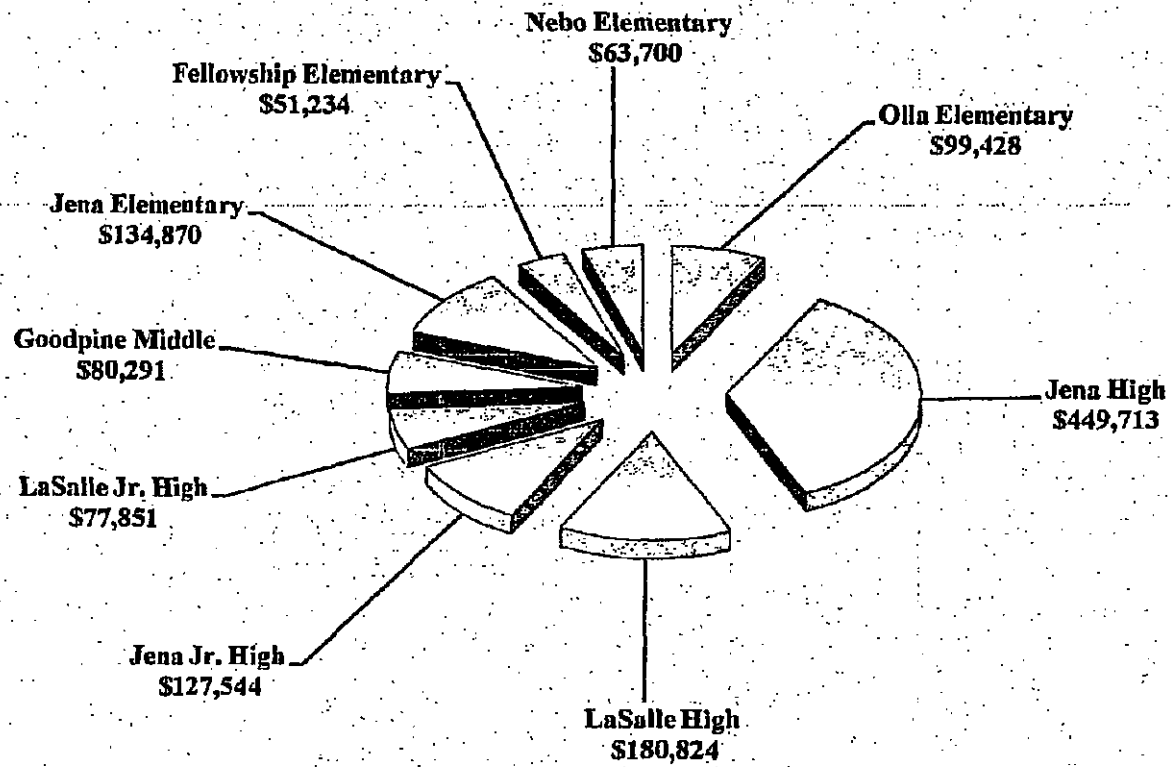 Nebo Elementary
$63,700
Fellowship Elementary
$51,234
Olla Elementary
$99,428
Jena Elementary
$134,870
Goodpine Middle
$80,291
Jena High
$449,713
LaSalle Jr. High
$77,851
Jena Jr. High
$127,544
LaSalle High
$180,824